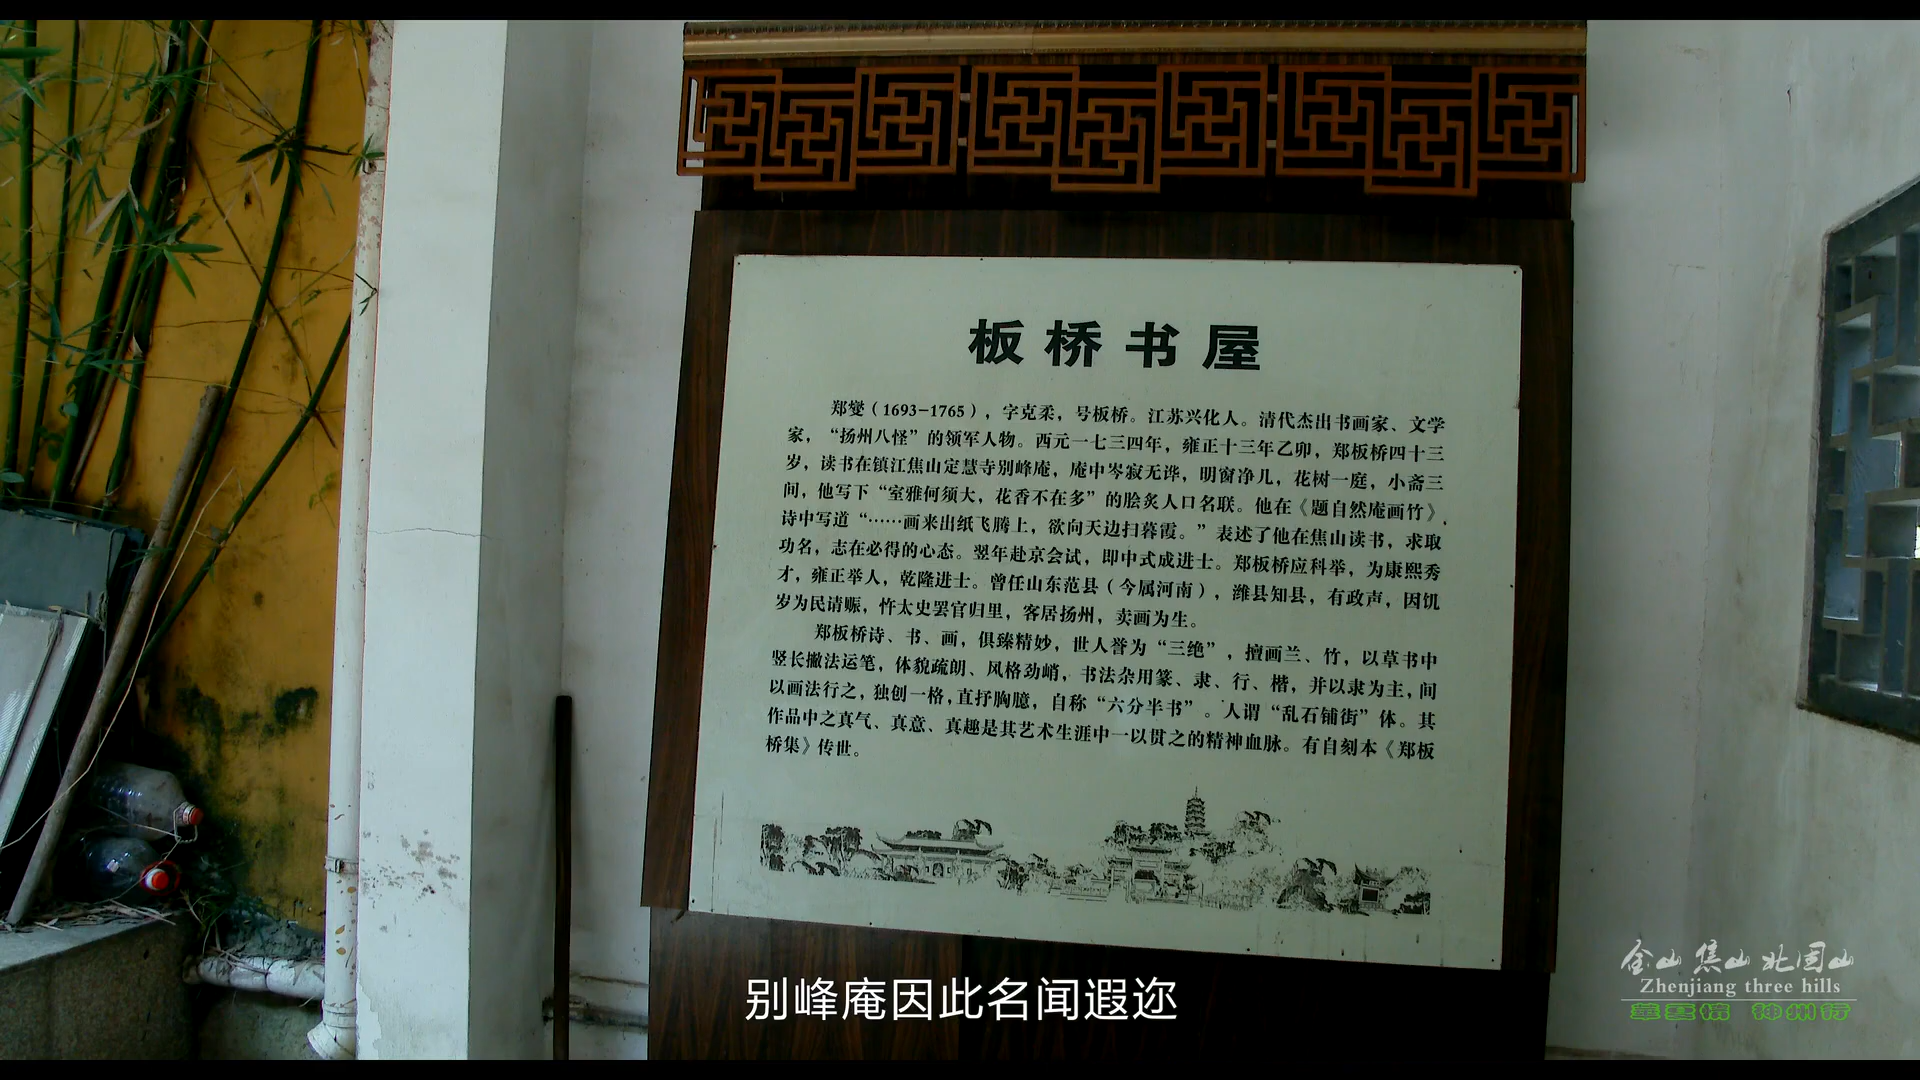 板桥书屋
郑燮（1693-1765），字克柔，号板桥。江苏兴化人。清代杰出书画家、文学
家，“扬州八怪”的领军人物。西元一七三四年，雍正十三年乙卯，郑板桥四十三
岁，读书在镇江焦山定慧寺别峰庵，庵中岑寂无谇，明窗净几，花树一庭，小斋三
间，他写下“室雅何须大，花香不在多”的脍炙人口名联。他在《题自然庵画竹》，
诗中写道“……画来出纸飞腾上，欲向天边扫暮霞。”表述了他在焦山读书，求取
功名，志在必得的心态。翌年赴京会试，即中式成进士。郑板桥应科举，为康熙秀
才，雍正举人，乾隆进士。曾任山东范县（今属河南），潍县知县，有政声，因饥
岁为民请赈，忤太史罢官归里，客居扬州，卖画为生。
郑板桥诗、书、画，俱臻精妙，世人誉为“三绝”，擅画兰、竹，以草书中
竖长撇法运笔，体貌疏朗、风格劲峭，书法杂用篆、隶、行、楷，并以隶为主，间
以画法行之，独创一格，直抒胸臆，自称“六分半书”。人谓“乱石铺街”体。其
作品中之真气、真意、真趣是其艺术生涯中一以贯之的精神血脉。有自刻本《郑板
桥集》传世。
别峰庵因此名闻遐迩
金山焦山北固山
Zhenjiang three hills
華夏情 神州行